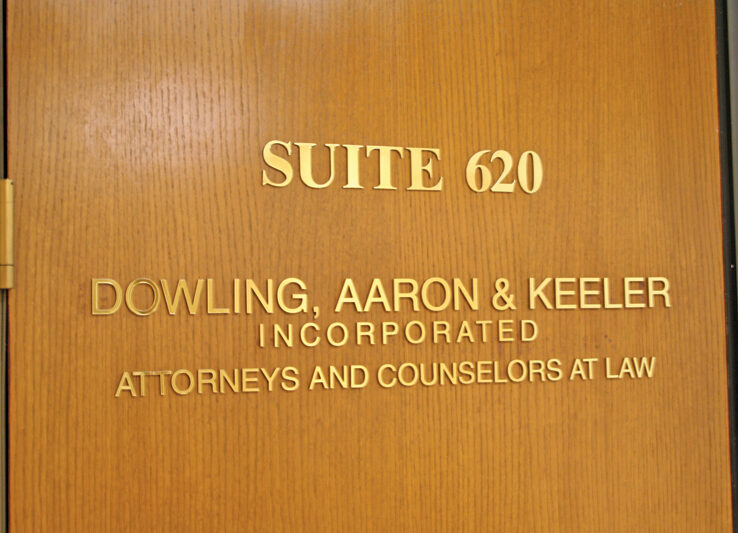 SUITE 620
DOWLING, AARON & KEELER
INCORPORATED
ATTORNEYS AND COUNSELORS AT LAW